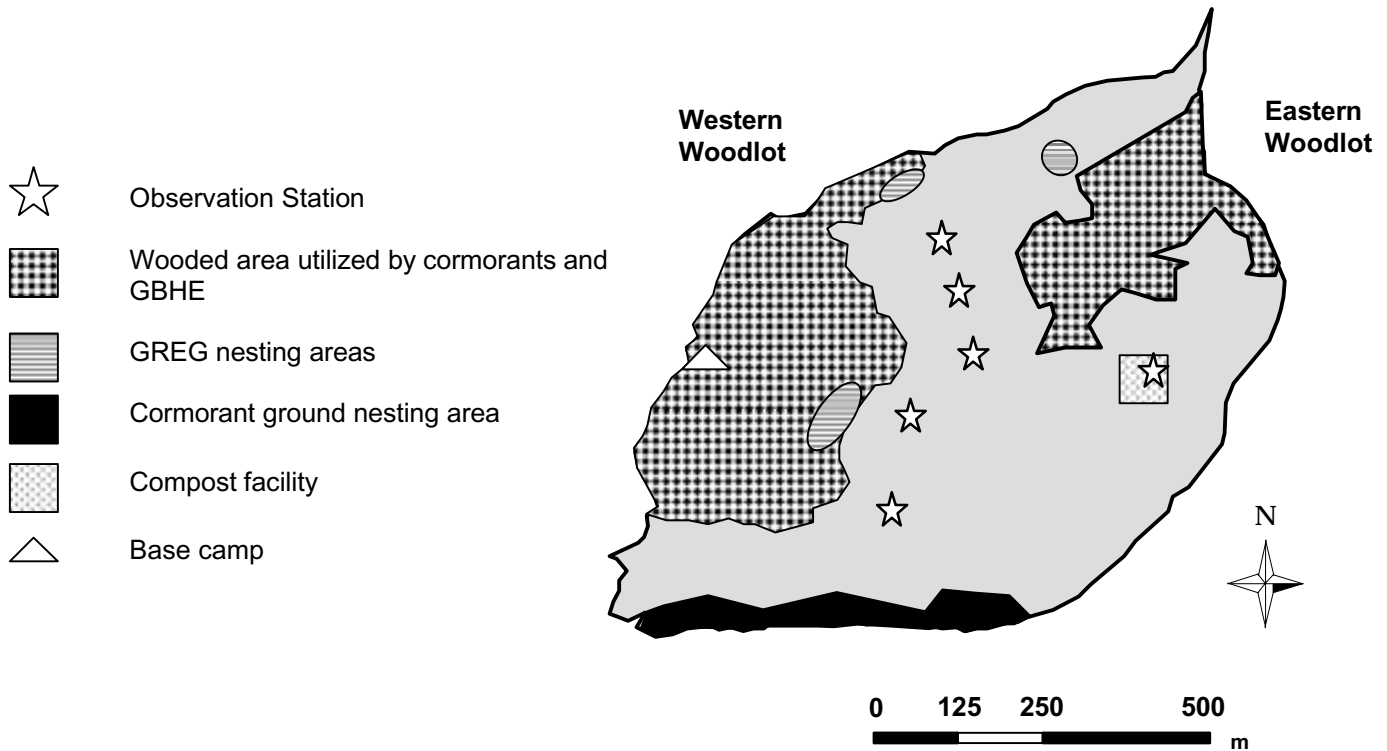 Western
Woodlot
Eastern
Woodlot
Observation Station
Wooded area utilized by cormorants and
GBHE
GREG nesting areas
Cormorant ground nesting area
Compost facility
Base camp
N
0 125 250 500
m